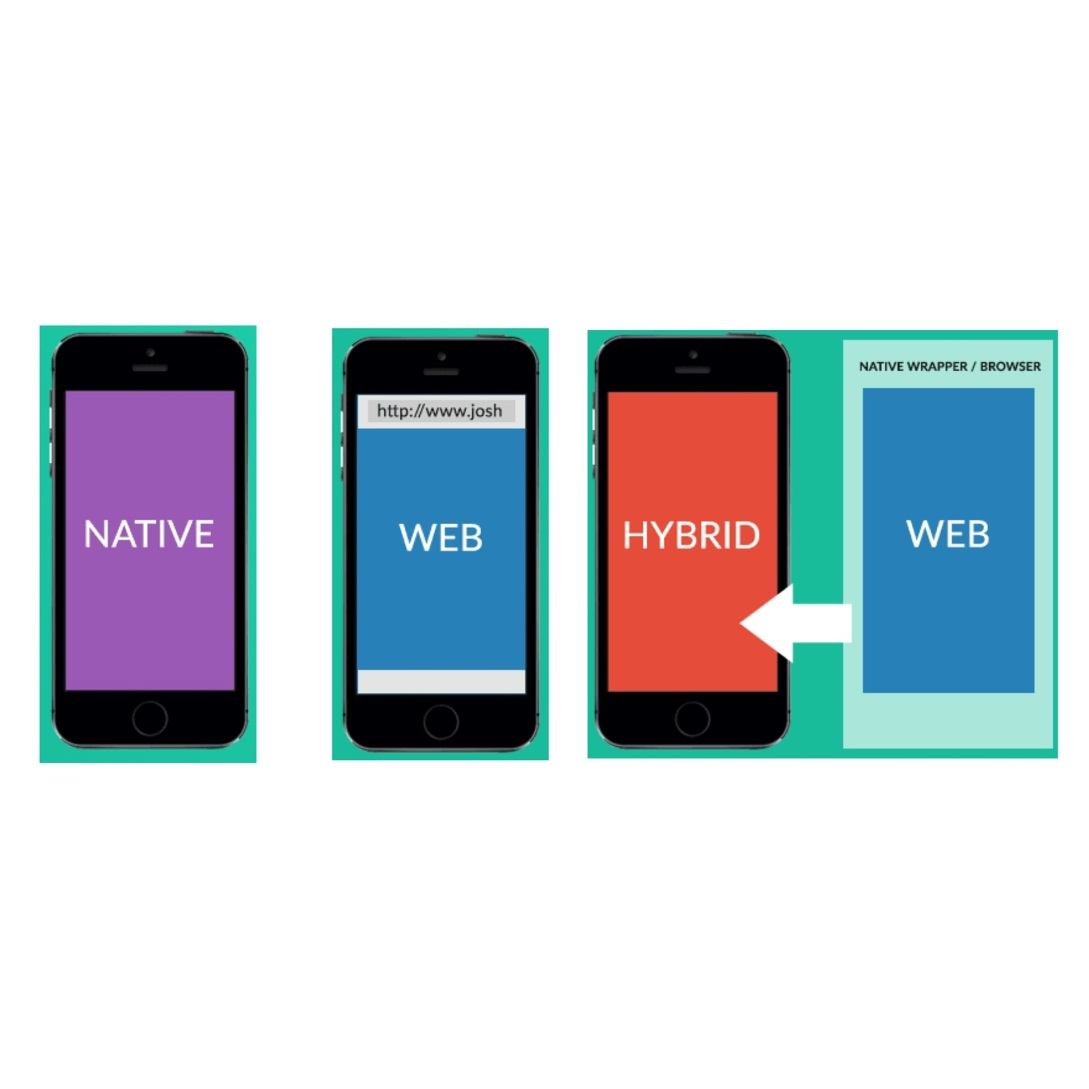 NATIVE
http://www.josh
WEB
HYBRID
NATIVE WRAPPER / BROWSER
WEB